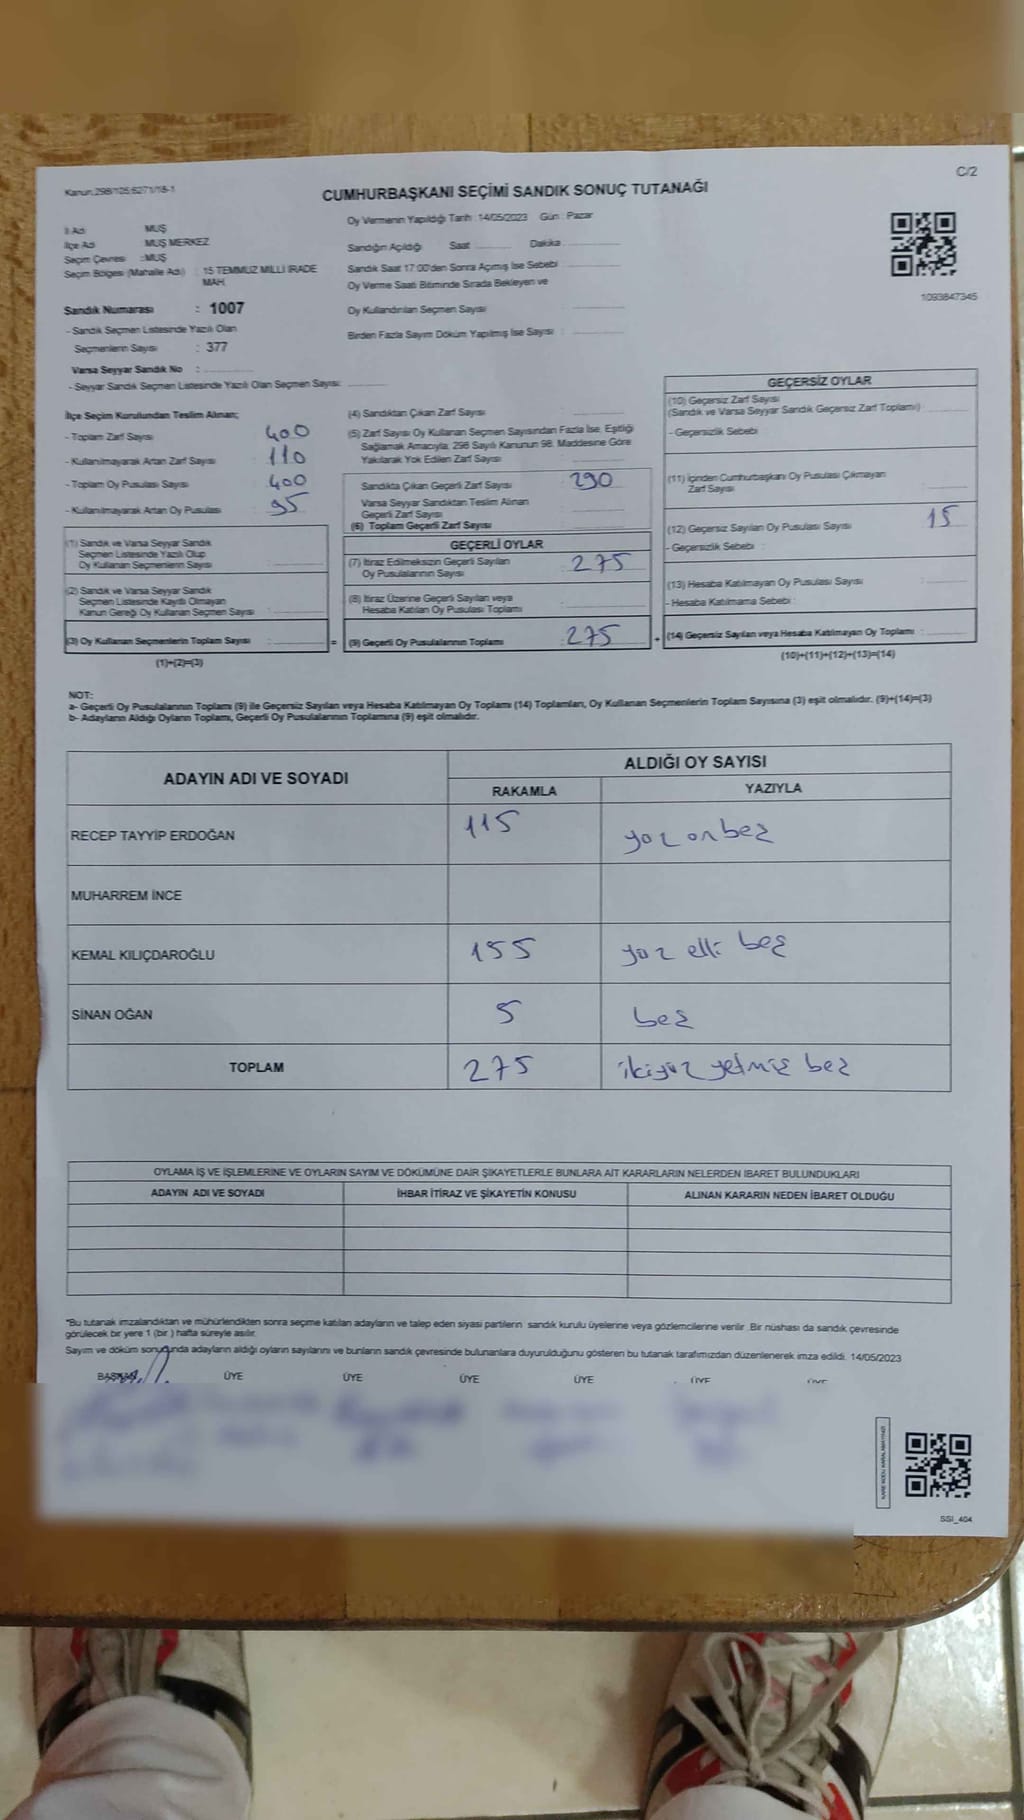 Kanun:298/105;6271/18-1
C/2
CUMHURBAŞKANI SEÇİMİ SANDIK SONUÇ TUTANAĞI
İl Adı MUŞ
İlçe Adı MUŞ MERKEZ
Seçim Çevresi :MUŞ
Seçim Bölgesi (Mahalle Adı) : 15 TEMMUZ MİLLİ İRADE
MAH.
Sandık Numarası : 1007
- Sandık Seçmen Listesinde Yazılı Olan
Seçmenlerin Sayısı : 377
Varsa Seyyar Sandık No :
- Seyyar Sandık Seçmen Listesinde Yazılı Olan Seçmen Sayısı:
Oy Vermenin Yapıldığı Tarih : 14/05/2023 Gün : Pazar
Sandığın Açıldığı Saat Dakika
Sandık Saat 17:00'den Sonra Açımış İse Sebebi
Oy Verme Saati Bitiminde Sırada Bekleyen ve
Oy Kullandırılan Seçmen Sayısı :
Birden Fazla Sayım Döküm Yapılmış İse Sayısı :
1093847345
İlçe Seçim Kurulundan Teslim Alınan;
- Toplam Zarf Sayısı 400
- Kullanılmayarak Artan Zarf Sayısı 110
- Toplam Oy Pusulası Sayısı 400
- Kullanılmayarak Artan Oy Pusulası 95
(1) Sandık ve Varsa Seyyar Sandık
Seçmen Listesinde Yazılı Olup
Oy Kullanan Seçmenlerin Sayısı :
(2) Sandık ve Varsa Seyyar Sandık
Seçmen Listesinde Kayıtlı Olmayan
Kanun Gereği Oy Kullanan Seçmen Sayısı :
(3) Oy Kullanan Seçmenlerin Toplam Sayısı : =
(1)+(2)=(3)
(4) Sandıktan Çıkan Zarf Sayısı :
(5) Zarf Sayısı Oy Kullanan Seçmen Sayısından Fazla İse; Eşitliği
Sağlamak Amacıyla; 298 Sayılı Kanunun 98. Maddesine Göre
Yakılarak Yok Edilen Zarf Sayısı :
Sandıkta Çıkan Geçerli Zarf Sayısı 290
Varsa Seyyar Sandıktan Teslim Alınan
Geçerli Zarf Sayısı
(6) Toplam Geçerli Zarf Sayısı
GEÇERLİ OYLAR
(7) İtiraz Edilmeksizin Geçerli Sayılan
Oy Pusulalarının Sayısı : 275
(8) İtiraz Üzerine Geçerli Sayılan veya
Hesaba Katılan Oy Pusulası Toplamı
(9) Geçerli Oy Pusulalarının Toplamı 275 +
GEÇERSİZ OYLAR
(10) Geçersiz Zarf Sayısı
(Sandık ve Varsa Seyyar Sandık Geçersiz Zarf Toplamı)
- Geçersizlik Sebebi :
(11) İçinden Cumhurbaşkanı Oy Pusulası Çıkmayan
Zarf Sayısı
(12) Geçersiz Sayılan Oy Pusulası Sayısı 15
- Geçersizlik Sebebi :
(13) Hesaba Katılmayan Oy Pusulası Sayısı
- Hesaba Katılmama Sebebi :
(14) Geçersiz Sayılan veya Hesaba Katılmayan Oy Toplamı :
(10)+(11)+(12)+(13)=(14)
NOT:
a- Geçerli Oy Pusulalarının Toplamı (9) ile Geçersiz Sayılan veya Hesaba Katılmayan Oy Toplamı (14) Toplamları, Oy Kullanan Seçmenlerin Toplam Sayısına (3) eşit olmalıdır. (9)+(14)=(3)
b- Adayların Aldığı Oyların Toplamı, Geçerli Oy Pusulalarının Toplamına (9) eşit olmalıdır.
ADAYIN ADI VE SOYADI ALDIĞI OY SAYISI
RAKAMLA YAZIYLA
RECEP TAYYİP ERDOĞAN 115 yüz on beş
MUHARREM İNCE
KEMAL KILIÇDAROĞLU 155 yüz elli beş
SİNAN OĞAN 5 beş
TOPLAM 275 ikiyüz yetmiş beş
OYLAMA İŞ VE İŞLEMLERİNE VE OYLARIN SAYIM VE DÖKÜMÜNE DAİR ŞİKAYETLERLE BUNLARA AİT KARARLARIN NELERDEN İBARET BULUNDUKLARI
ADAYIN ADI VE SOYADI İHBAR İTİRAZ VE ŞİKAYETİN KONUSU ALINAN KARARIN NEDEN İBARET OLDUĞU
"Bu tutanak imzalandıktan ve mühürlendikten sonra seçime katılan adayların ve talep eden siyasi partilerin sandık kurulu üyelerine veya gözlemcilerine verilir. Bir nüshası da sandık çevresinde
görülecek bir yere 1 (bir ) hafta süreyle asılır.
Sayım ve döküm sonucunda adayların aldığı oyların sayılarını ve bunların sandık çevresinde bulunanlara duyurulduğunu gösteren bu tutanak tarafımızdan düzenlenerek imza edildi. 14/05/2023
BAŞKAN ÜYE ÜYE ÜYE ÜYE ÜYE ÜYE
KARE KODU KARALAMAYINIZ!
SSI_404